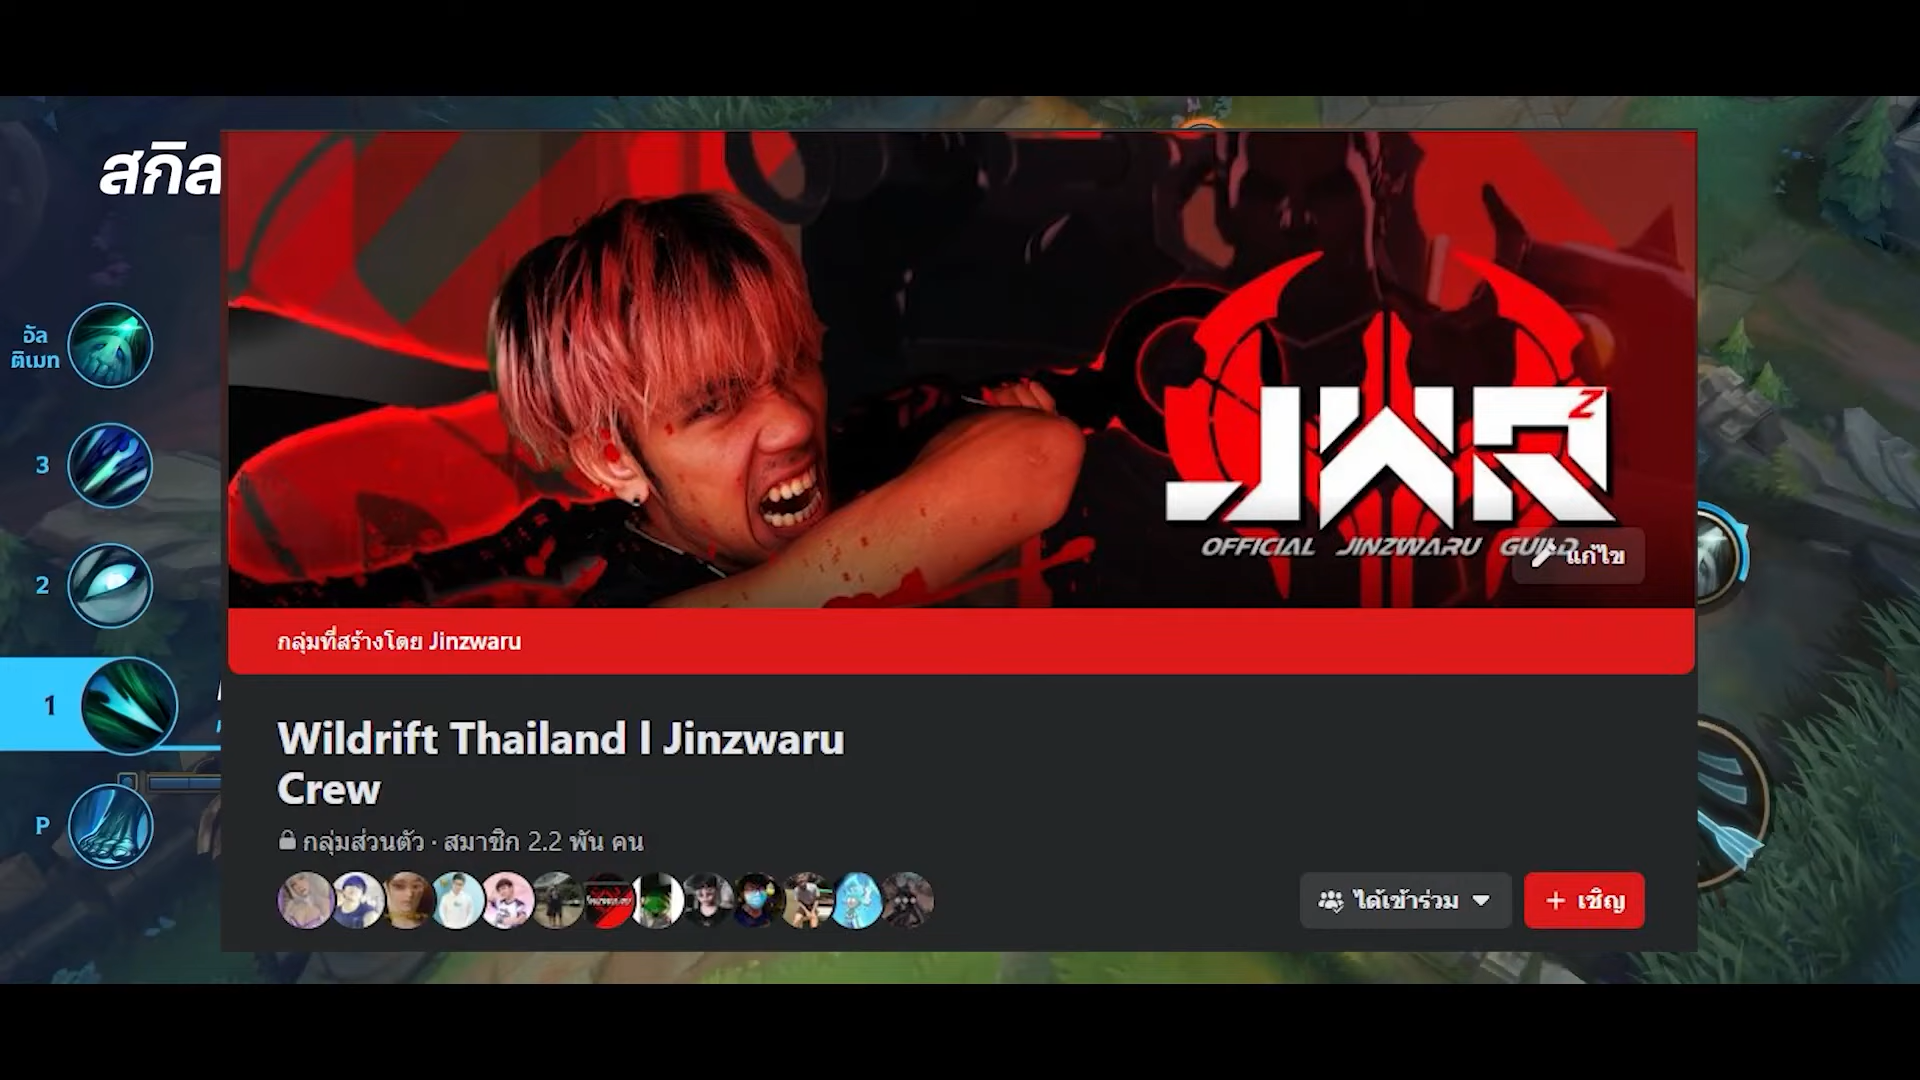 สกิล
อัล
ติเมท
3
2
1
P
JWR Z
OFFICIAL JINZWARU GUILD
แก้ไข
กลุ่มที่สร้างโดย Jinzwaru
Wildrift Thailand l Jinzwaru
Crew
กลุ่มส่วนตัว · สมาชิก 2.2 พัน คน
ได้เข้าร่วม
+ เชิญ